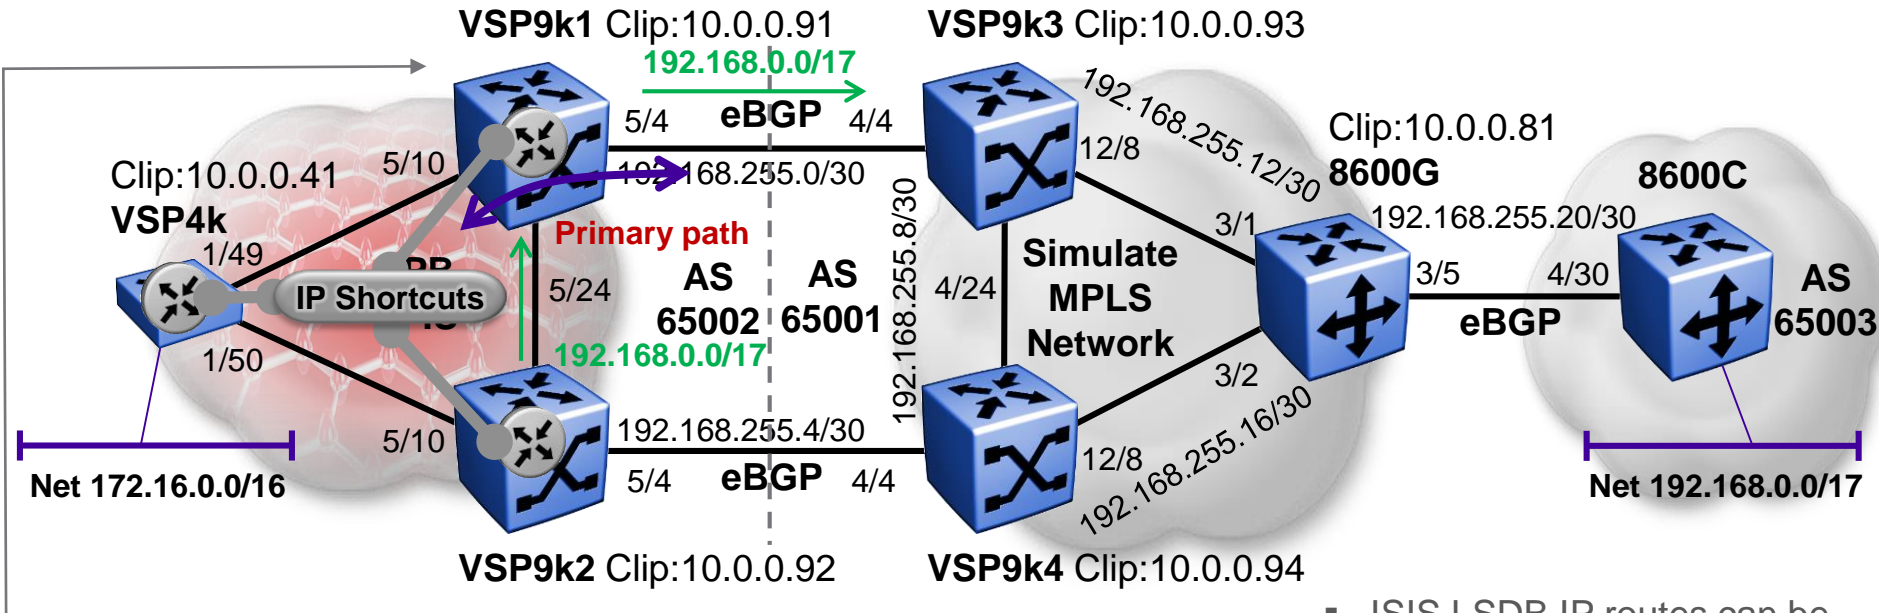 VSP9k1 Clip:10.0.0.91
VSP9k3 Clip:10.0.0.93
192.168.0.0/17
5/4
eBGP
4/4
192.168.255.0/30
192.168.255.12/30
12/8
Clip:10.0.0.81
8600G
8600C
Clip:10.0.0.41
VSP4k
5/10
1/49
Primary path
192.168.255.8/30
3/1
192.168.255.20/30
IP Shortcuts
5/24
AS
65002
AS
65001
4/24
Simulate
MPLS
Network
3/5
4/30
eBGP
AS
65003
1/50
192.168.0.0/17
3/2
5/10
192.168.255.4/30
12/8
192.168.255.16/30
Net 172.16.0.0/16
5/4
eBGP
4/4
Net 192.168.0.0/17
VSP9k2 Clip:10.0.0.92
VSP9k4 Clip:10.0.0.94
ISIS LSDB IP routes can be